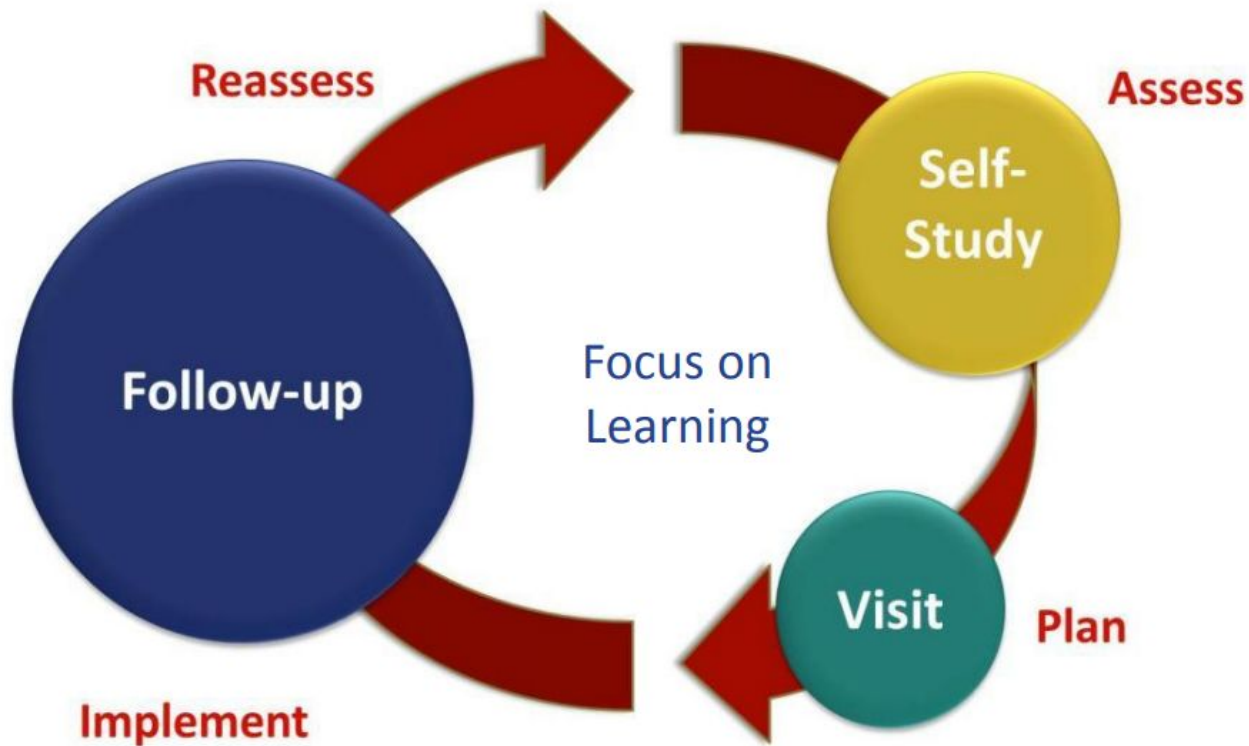 Reassess
Assess
Self-
Study
Follow-up
Focus on
Learning
Visit
Plan
Implement